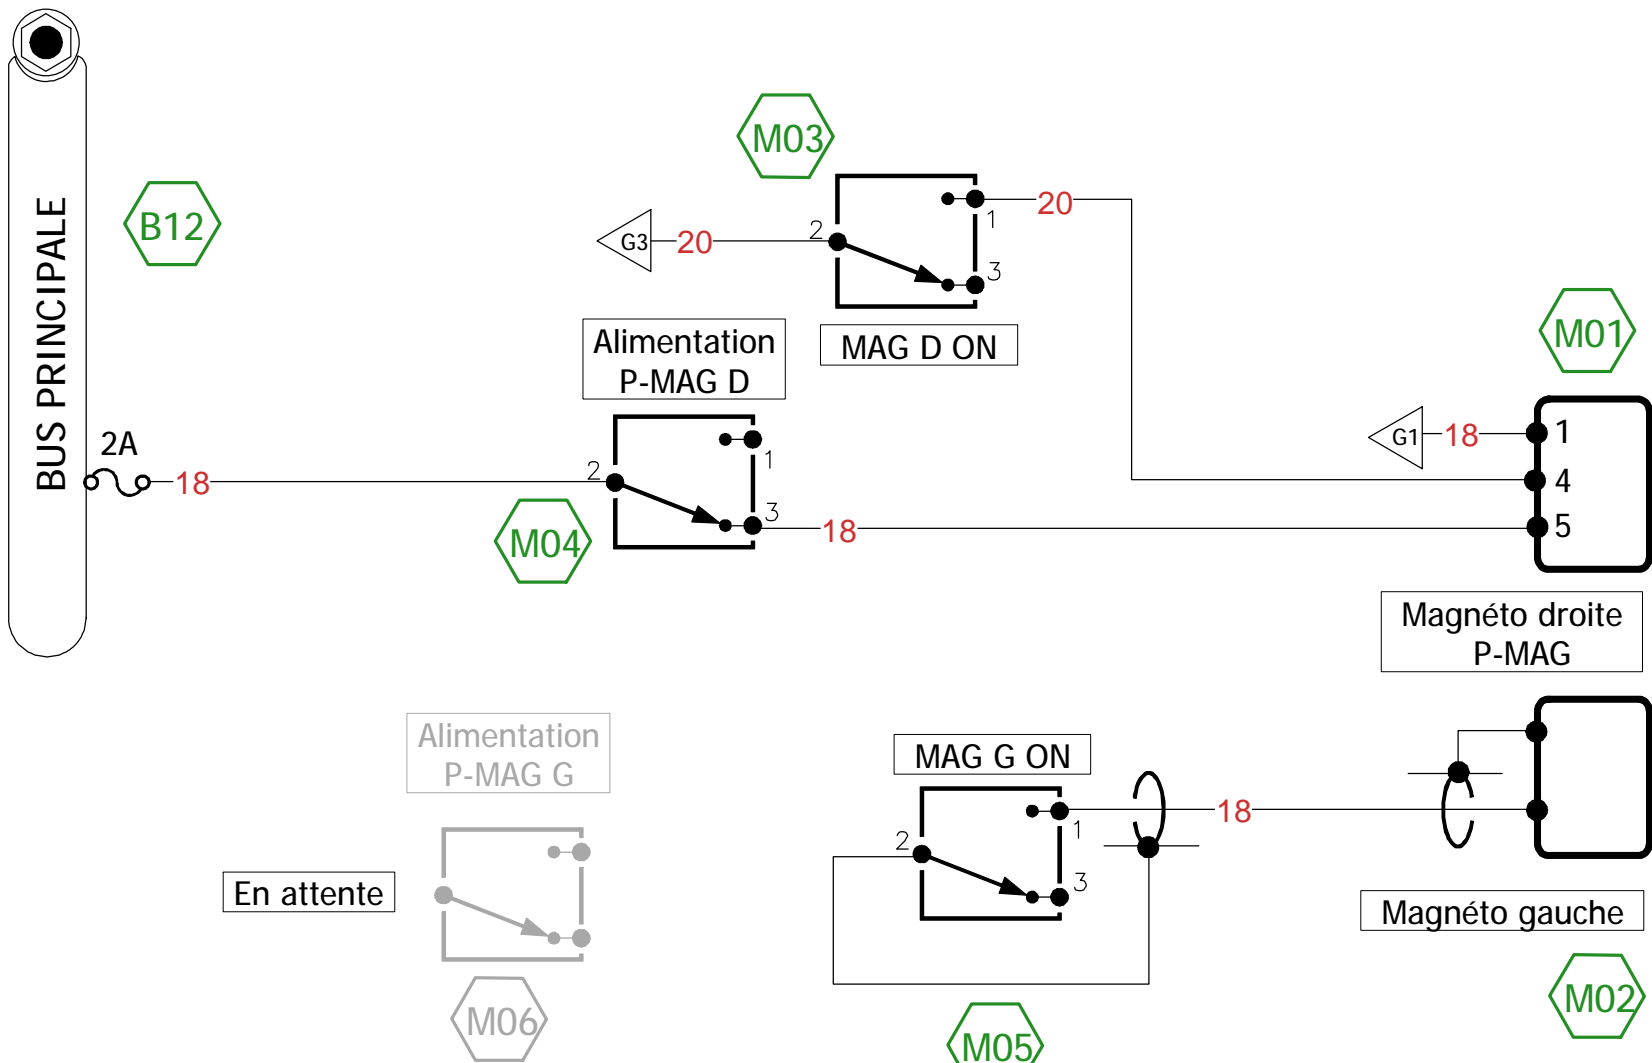 M03
BUS PRINCIPALE
B12
1
20
2
G3
20
3
M01
Alimentation
P-MAG D
MAG D ON
2A
18
2
1
3
M04
18
G1
18
1
4
5
Magnéto droite
P-MAG
Alimentation
P-MAG G
MAG G ON
2
1
3
18
En attente
Magnéto gauche
M06
M05
M02